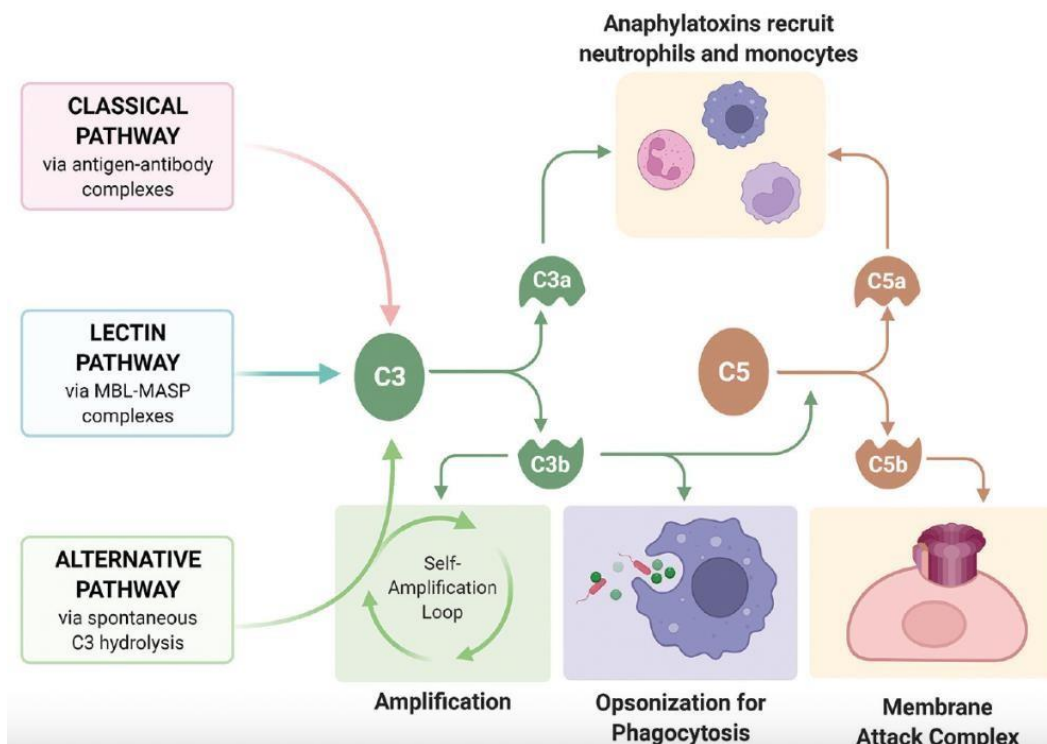 Anaphylatoxins recruit
neutrophils and monocytes
CLASSICAL
PATHWAY
via antigen-antibody
complexes
LECTIN
PATHWAY
via MBL-MASP
complexes
ALTERNATIVE
PATHWAY
via spontaneous
C3 hydrolysis
C3
C3a
C3b
C5
C5a
C5b
Self-
Amplification
Loop
Amplification
Opsonization for
Phagocytosis
Membrane
Attack Complex